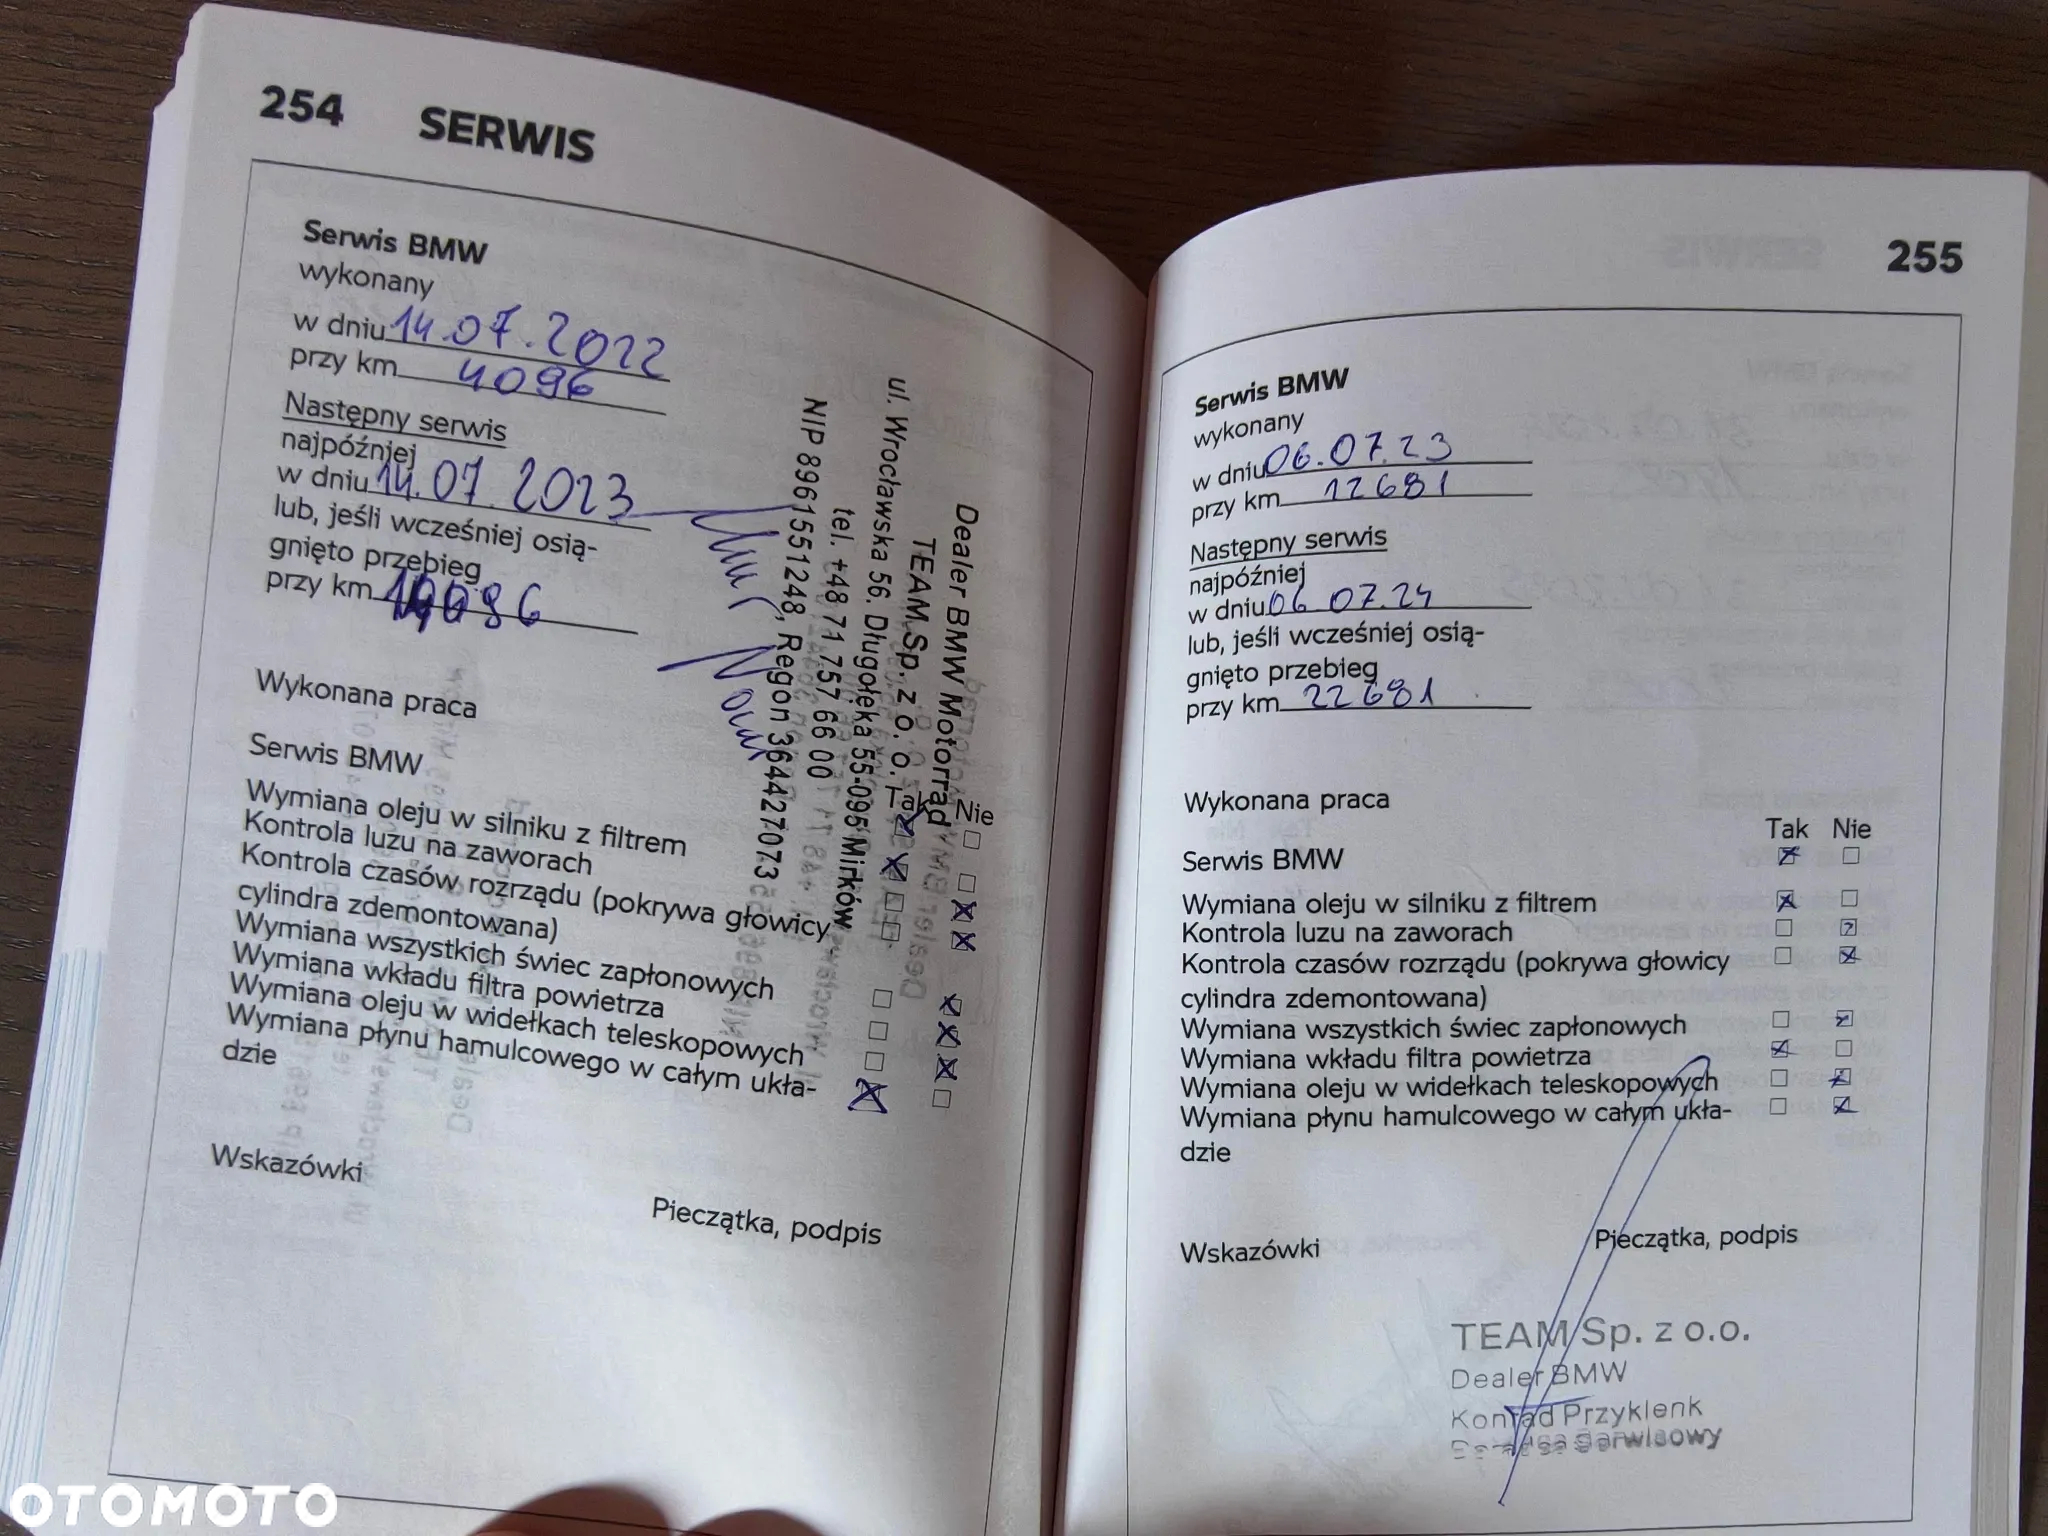 254 SERWIS
Serwis BMW
wykonany
w dniu 14.07.2022
przy km 4096
Następny serwis
najpóźniej
w dniu 14.07.2023
lub, jeśli wcześniej osią-
gnięto przebieg
przy km
Wykonana praca
Tak Nie
Serwis BMW
Wymiana oleju w silniku z filtrem
Kontrola luzu na zaworach
Kontrola czasów rozrządu (pokrywa głowicy
cylindra zdemontowana)
Wymiana wszystkich świec zapłonowych
Wymiana wkładu filtra powietrza
Wymiana oleju w widełkach teleskopowych
Wymiana płynu hamulcowego w całym ukła-
dzie
Wskazówki
Pieczątka, podpis
Dealer BMW Motorrad
TEAM Sp. z o. o.
ul. Wrocławska 56. Długołęka 55-095 Mirków
tel. +48 71 757 66 00
NIP 8961551248, Regon 364427073
255
Serwis BMW
wykonany
w dniu 06.07.23
przy km 12681
Następny serwis
najpóźniej
w dniu 06 07.24
lub, jeśli wcześniej osią-
gnięto przebieg
przy km 22681
Wykonana praca
Tak Nie
Serwis BMW
Wymiana oleju w silniku z filtrem
Kontrola luzu na zaworach
Kontrola czasów rozrządu (pokrywa głowicy
cylindra zdemontowana)
Wymiana wszystkich świec zapłonowych
Wymiana wkładu filtra powietrza
Wymiana oleju w widełkach teleskopowych
Wymiana płynu hamulcowego w całym ukła-
dzie
Wskazówki
Pieczątka, podpis
TEAM Sp. z o.o.
Dealer BMW
Konrad Przyklenk
OTOMOTO